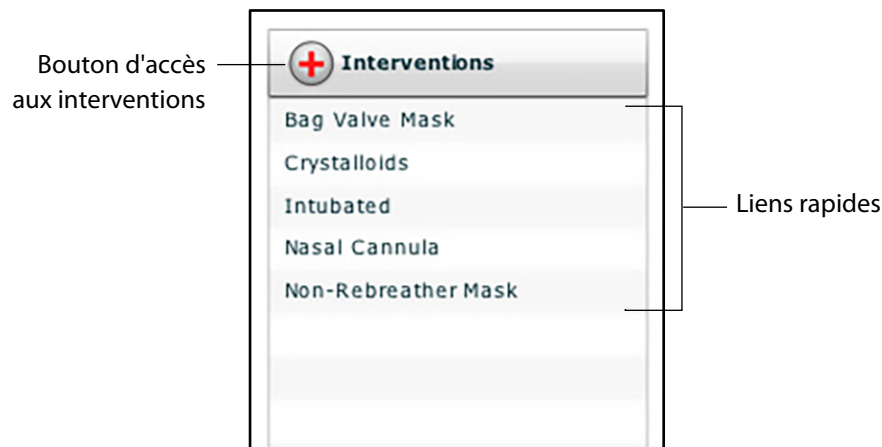 Bouton d'accès
aux interventions
Interventions
Bag Valve Mask
Crystalloids
Intubated
Nasal Cannula
Non-Rebreather Mask
Liens rapides